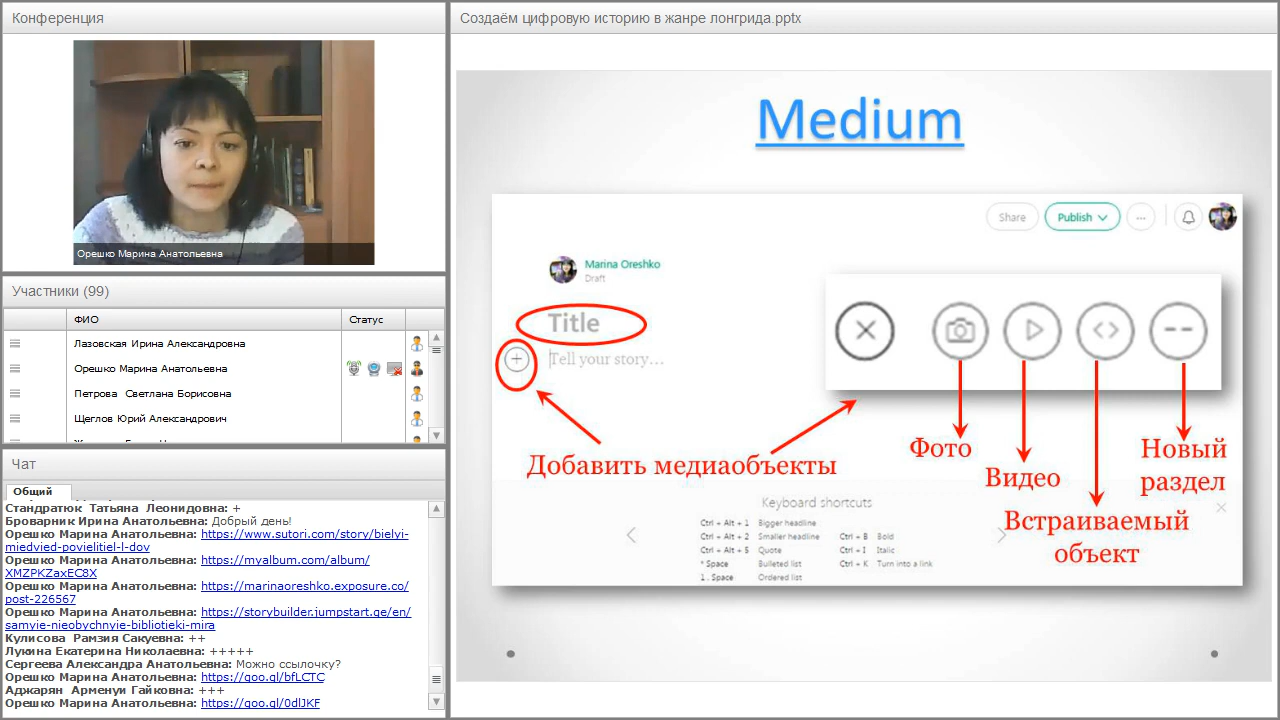 Конференция
Орешко Марина Анатольевна
Участники (99)
ФИО Статус
Лазовская Ирина Александровна
Орешко Марина Анатольевна
Петрова Светлана Борисовна
Щеглов Юрий Александрович
Чат
Общий
Стандратюк Татьяна Леонидовна: +
Броварник Ирина Анатольевна: Добрый день!
Орешко Марина Анатольевна: https://www.sutori.com/story/bielyi-
miedvied-povielitiel-l-dov
Орешко Марина Анатольевна: https://myalbum.com/album/
XMZPKZaxEC8X
Орешко Марина Анатольевна: https://marinaoreshko.exposure.co/
post-226567
Орешко Марина Анатольевна: https://storybuilder.jumpstart.ge/en/
samvie-nieobychnyie-bibliotieki-mira
Кулисова Рамзия Сакуевна: ++
Лукина Екатерина Николаевна: +++++
Сергеева Александра Анатольевна: Можно ссылочку?
Орешко Марина Анатольевна: https://goo.gl/bfLCTC
Аджарян Арменуи Гайковна: +++
Орешко Марина Анатольевна: https://goo.gl/0dlJKF
Создаём цифровую историю в жанре лонгрида.pptx
Medium
Share Publish
Marina Oreshko
Draft
Title
Tell your story...
Добавить медиаобъекты
Фото
Видео
Встраиваемый
объект
Новый
раздел
Keyboard shortcuts
Ctrl + Alt + 1 Bigger headline
Ctrl + Alt + 2 Smaller headline Ctrl + B Bold
Ctrl + Alt + 5 Quote Ctrl + I Italic
* Space Bulleted list Ctrl + K Turn into a link
1. Space Ordered list